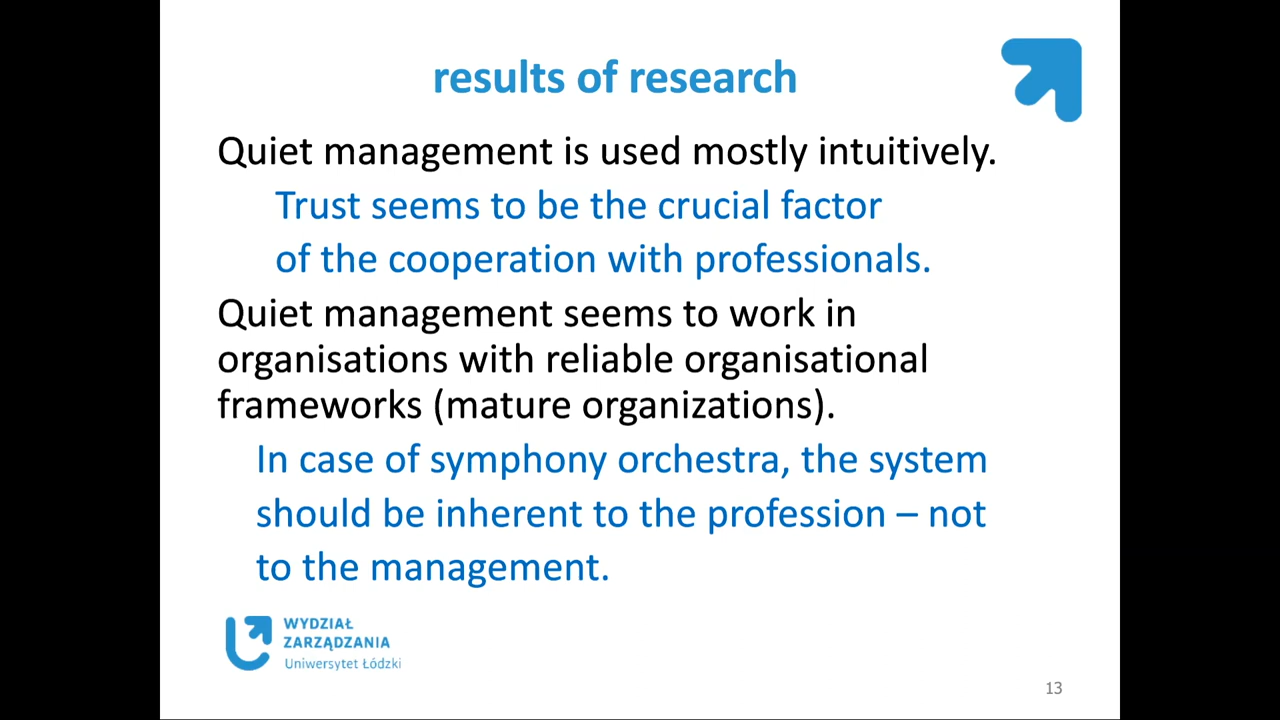 results of research
Quiet management is used mostly intuitively.
Trust seems to be the crucial factor
of the cooperation with professionals.
Quiet management seems to work in
organisations with reliable organisational
frameworks (mature organizations).
In case of symphony orchestra, the system
should be inherent to the profession – not
to the management.
WYDZIAŁ
ZARZĄDZANIA
Uniwersytet Łódzki
13